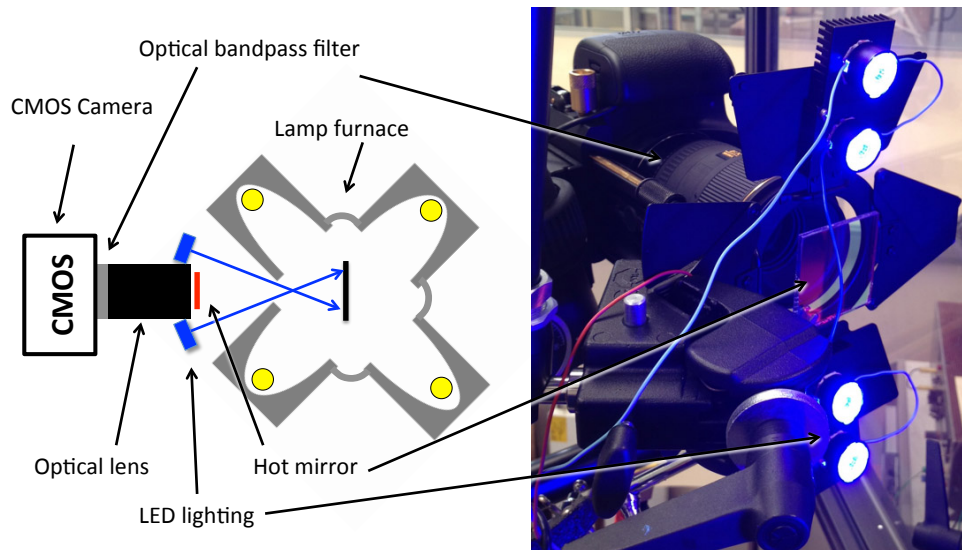 Optical bandpass filter
CMOS Camera
Lamp furnace
CMOS
Optical lens
Hot mirror
LED lighting